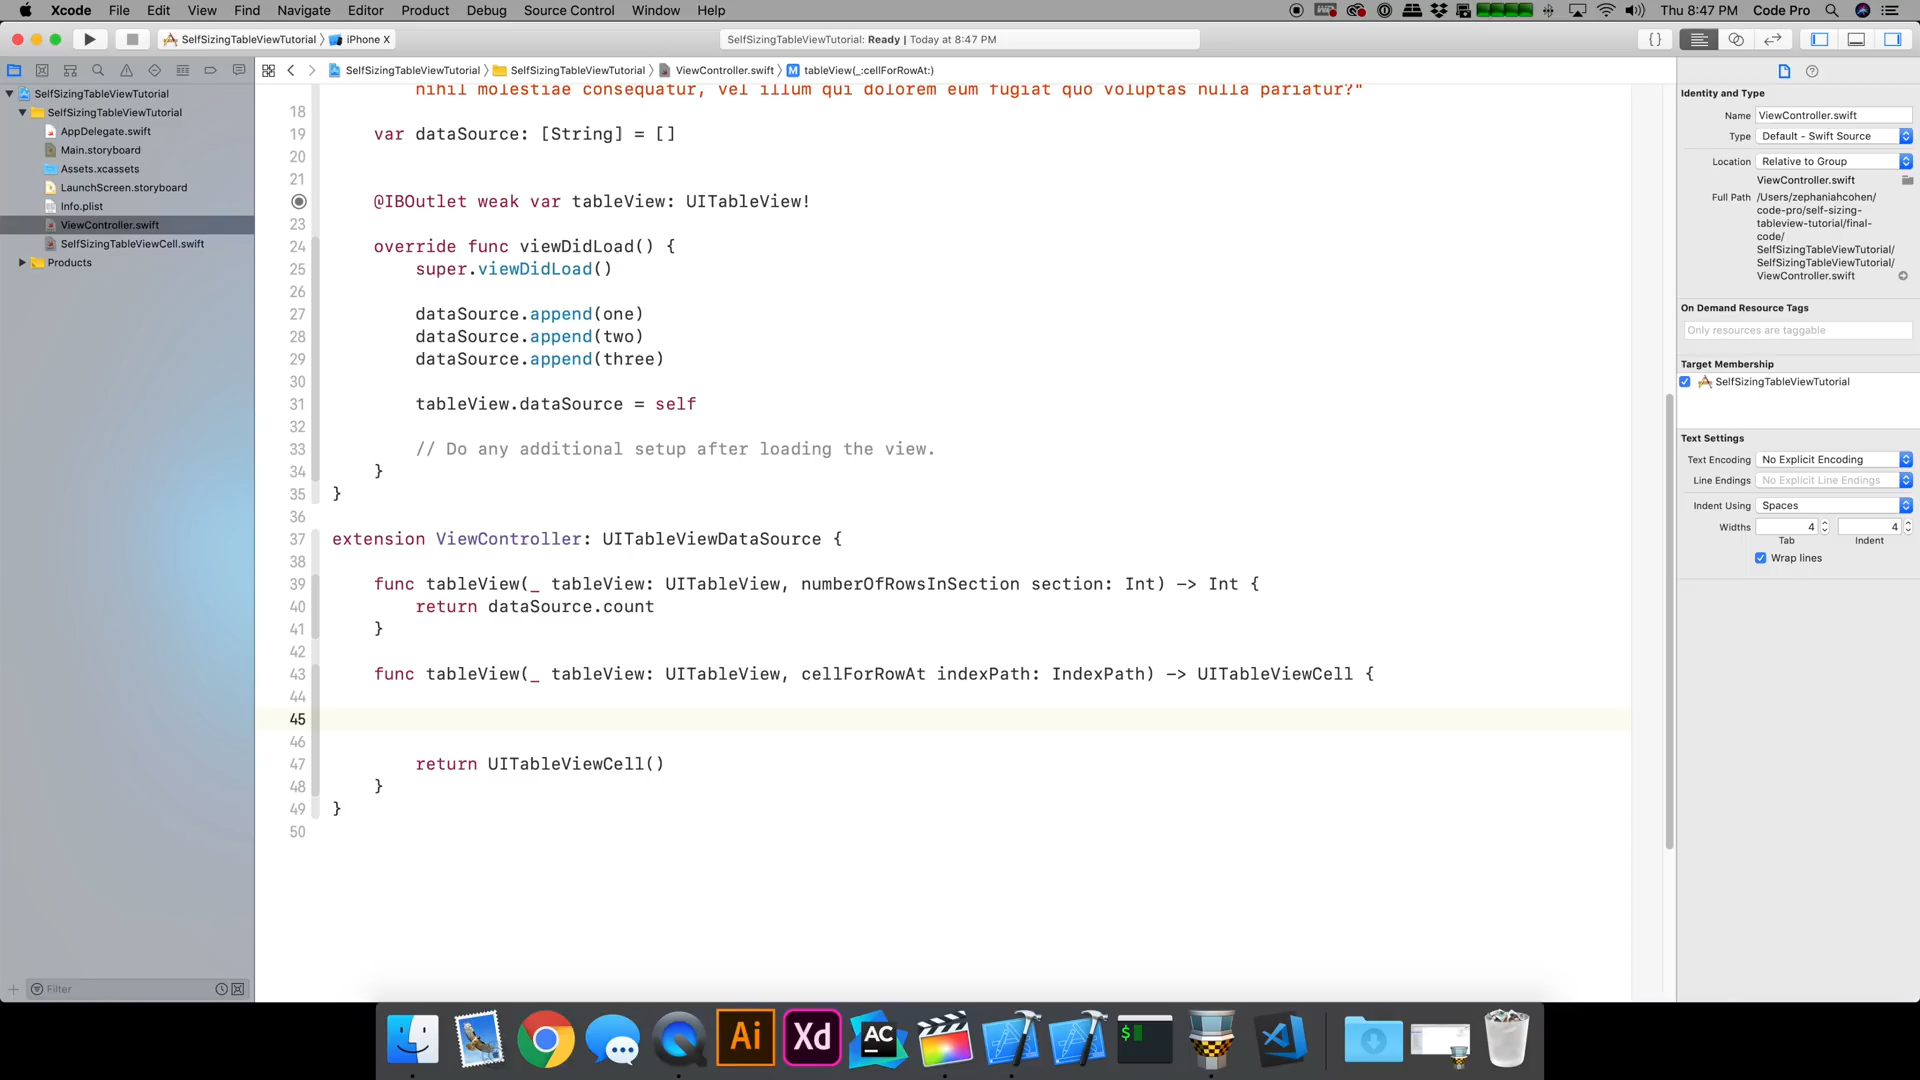 Xcode File Edit View Find Navigate Editor Product Debug Source Control Window Help Thu 8:47 PM Code Pro
SelfSizingTableViewTutorial iPhone X SelfSizingTableViewTutorial: Ready | Today at 8:47 PM
SelfSizingTableViewTutorial SelfSizingTableViewTutorial ViewController.swift M tableView(_:cellForRowAt:)
SelfSizingTableViewTutorial
SelfSizingTableViewTutorial
AppDelegate.swift
Main.storyboard
Assets.xcassets
LaunchScreen.storyboard
Info.plist
ViewController.swift
SelfSizingTableViewCell.swift
Products
Filter
nihil molestiae consequatur, vel illum qui dolorem eum fugiat quo voluptas nulla pariatur?"
18
19 var dataSource: [String] = []
20
21
@IBOutlet weak var tableView: UITableView!
23
24 override func viewDidLoad() {
25 super.viewDidLoad()
26
27 dataSource.append(one)
28 dataSource.append(two)
29 dataSource.append(three)
30
31 tableView.dataSource = self
32
33 // Do any additional setup after loading the view.
34 }
35 }
36
37 extension ViewController: UITableViewDataSource {
38
39 func tableView(_ tableView: UITableView, numberOfRowsInSection section: Int) -> Int {
40 return dataSource.count
41 }
42
43 func tableView(_ tableView: UITableView, cellForRowAt indexPath: IndexPath) -> UITableViewCell {
44
45
46
47 return UITableViewCell()
48 }
49 }
50
Identity and Type
Name ViewController.swift
Type Default - Swift Source
Location Relative to Group
ViewController.swift
Full Path /Users/zephaniahcohen/
code-pro/self-sizing-
tableview-tutorial/final-
code/
SelfSizingTableViewTutorial/
SelfSizingTableViewTutorial/
ViewController.swift
On Demand Resource Tags
Only resources are taggable
Target Membership
SelfSizingTableViewTutorial
Text Settings
Text Encoding No Explicit Encoding
Line Endings No Explicit Line Endings
Indent Using Spaces
Widths 4 4
Tab Indent
Wrap lines
Ai Xd AC $